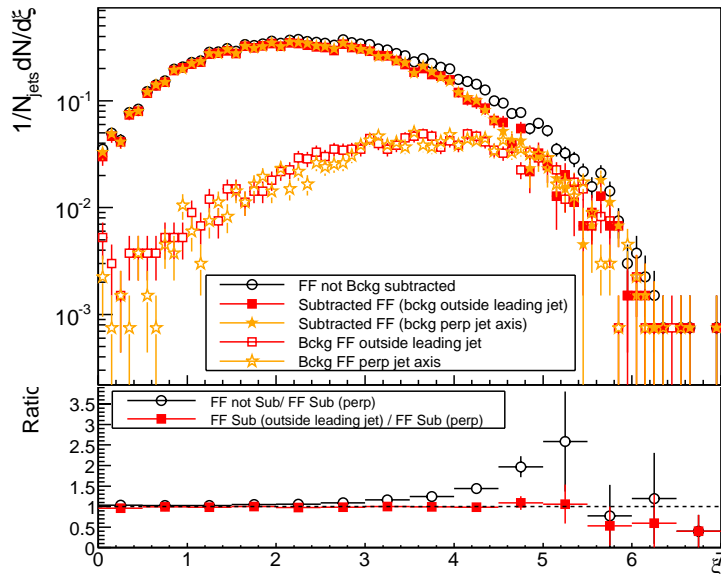 1/N_jets dN/dξ
10⁻¹
10⁻²
10⁻³
FF not Bckg subtracted
Subtracted FF (bckg outside leading jet)
Subtracted FF (bckg perp jet axis)
Bckg FF outside leading jet
Bckg FF perp jet axis
Ratio
3.5
3
2.5
2
1.5
1
0.5
0
FF not Sub/ FF Sub (perp)
FF Sub (outside leading jet) / FF Sub (perp)
0 1 2 3 4 5 6 7
ξ